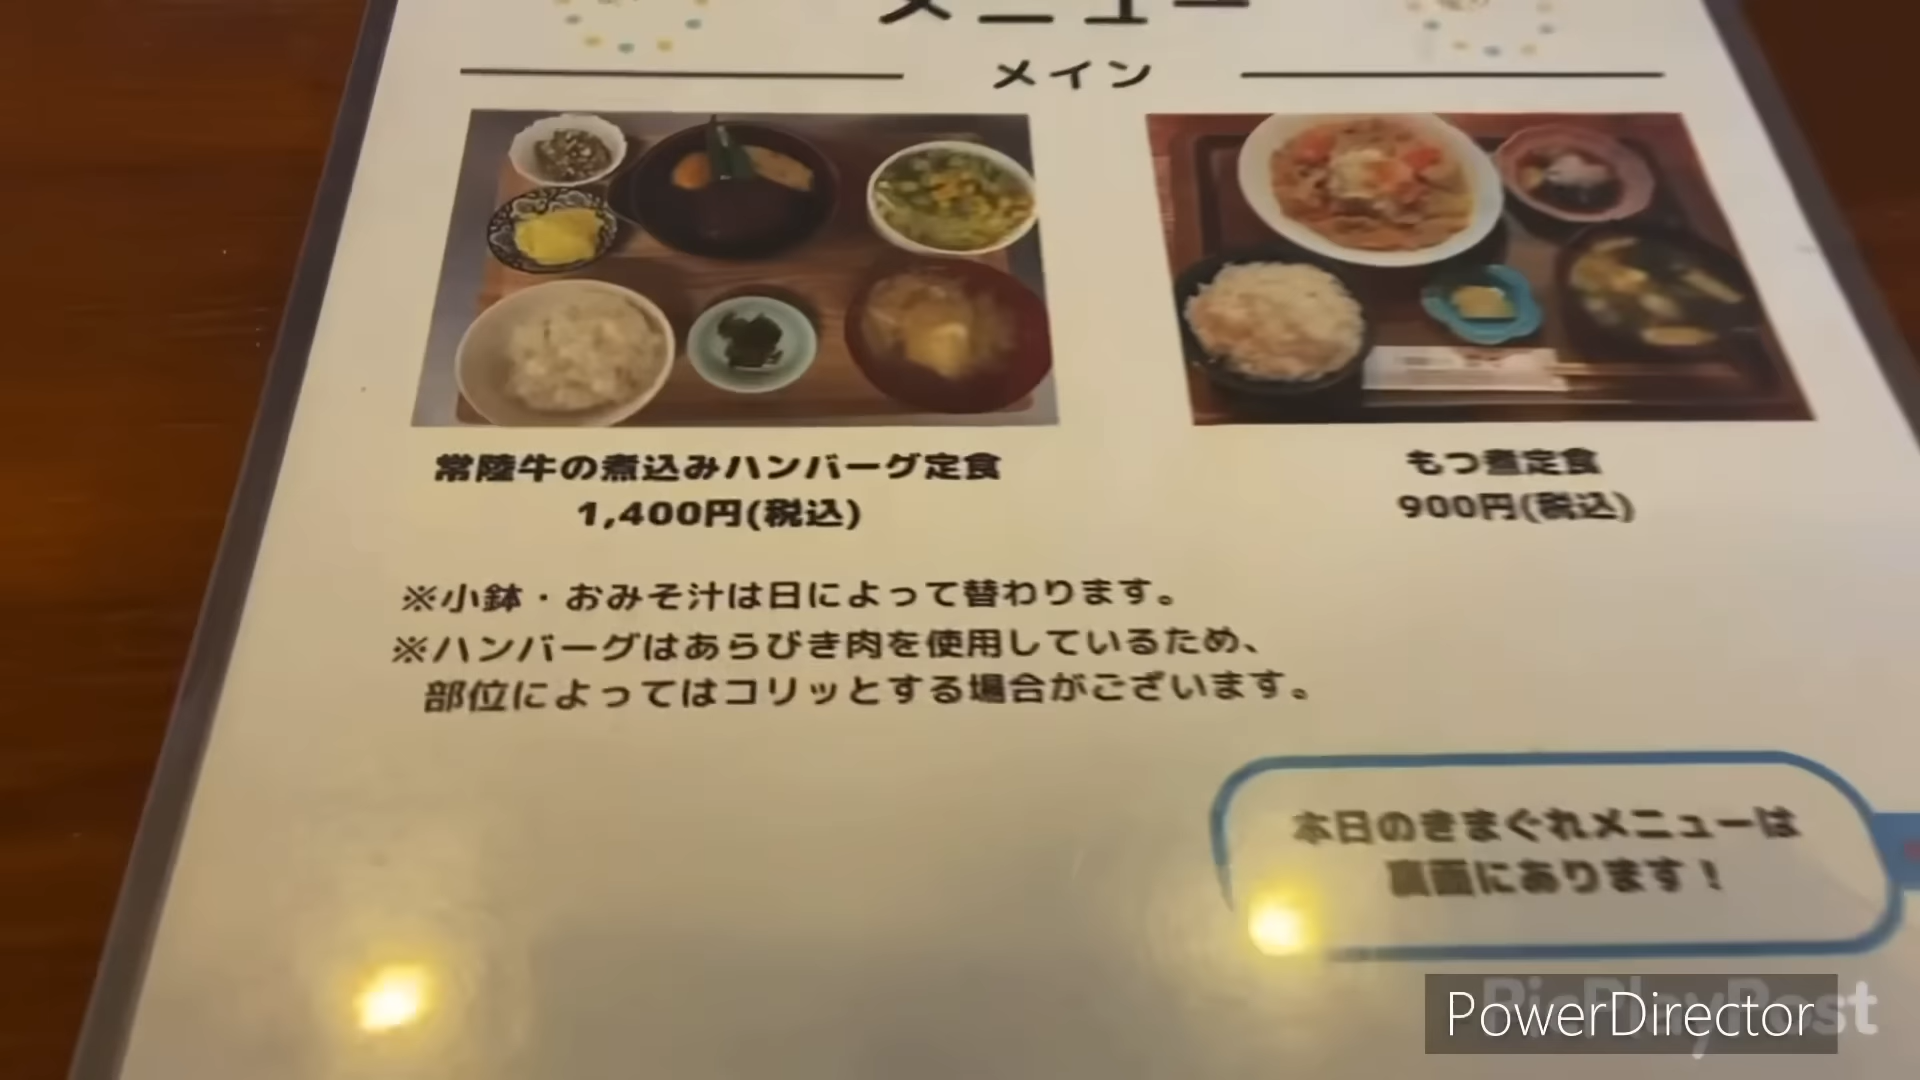 メニュー
メイン
常陸牛の煮込みハンバーグ定食
1,400円(税込)
もつ煮定食
900円(税込)
※小鉢・おみそ汁は日によって替わります。
※ハンバーグはあらびき肉を使用しているため、
部位によってはコリッとする場合がございます。
本日のきまぐれメニューは
裏面にあります!
PicPlayPost
PowerDirector